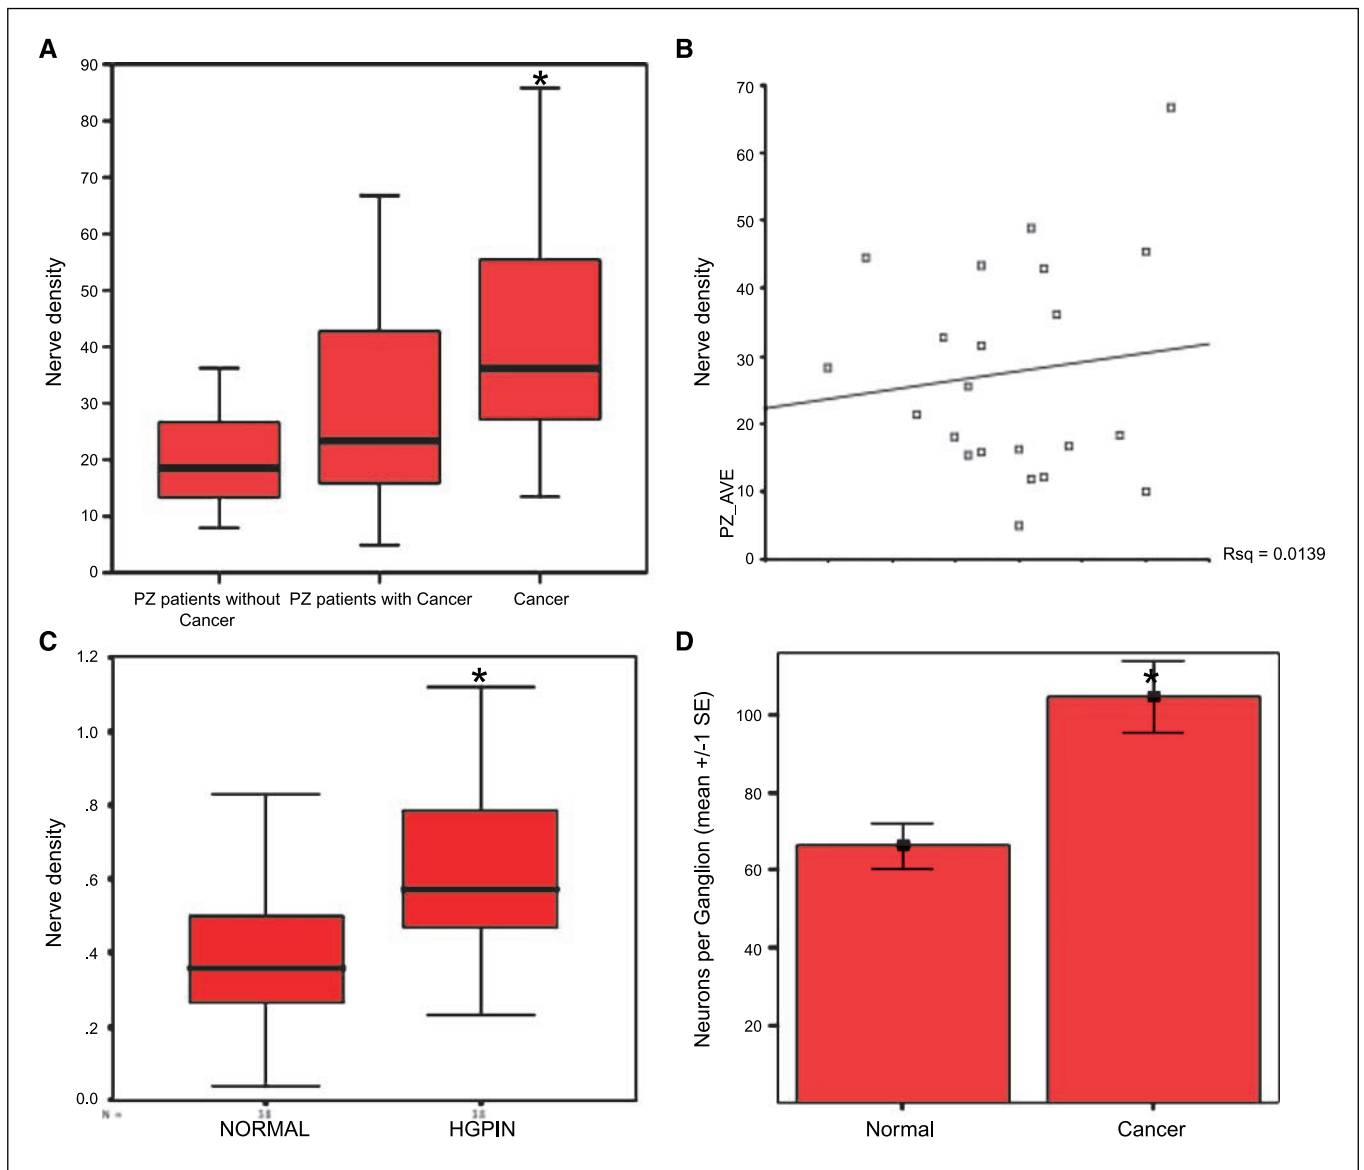 A
90
80
70
60
50
40
30
20
10
0
Nerve density
*
PZ patients without
Cancer
PZ patients with Cancer
Cancer
B
70
60
50
40
30
20
10
0
Nerve density
PZ_AVE
Rsq = 0.0139
C
1.2
1.0
.8
.6
.4
.2
0.0
Nerve density
*
N =
NORMAL
HGPIN
D
100
80
60
40
20
Neurons per Ganglion (mean +/-1 SE)
*
Normal
Cancer